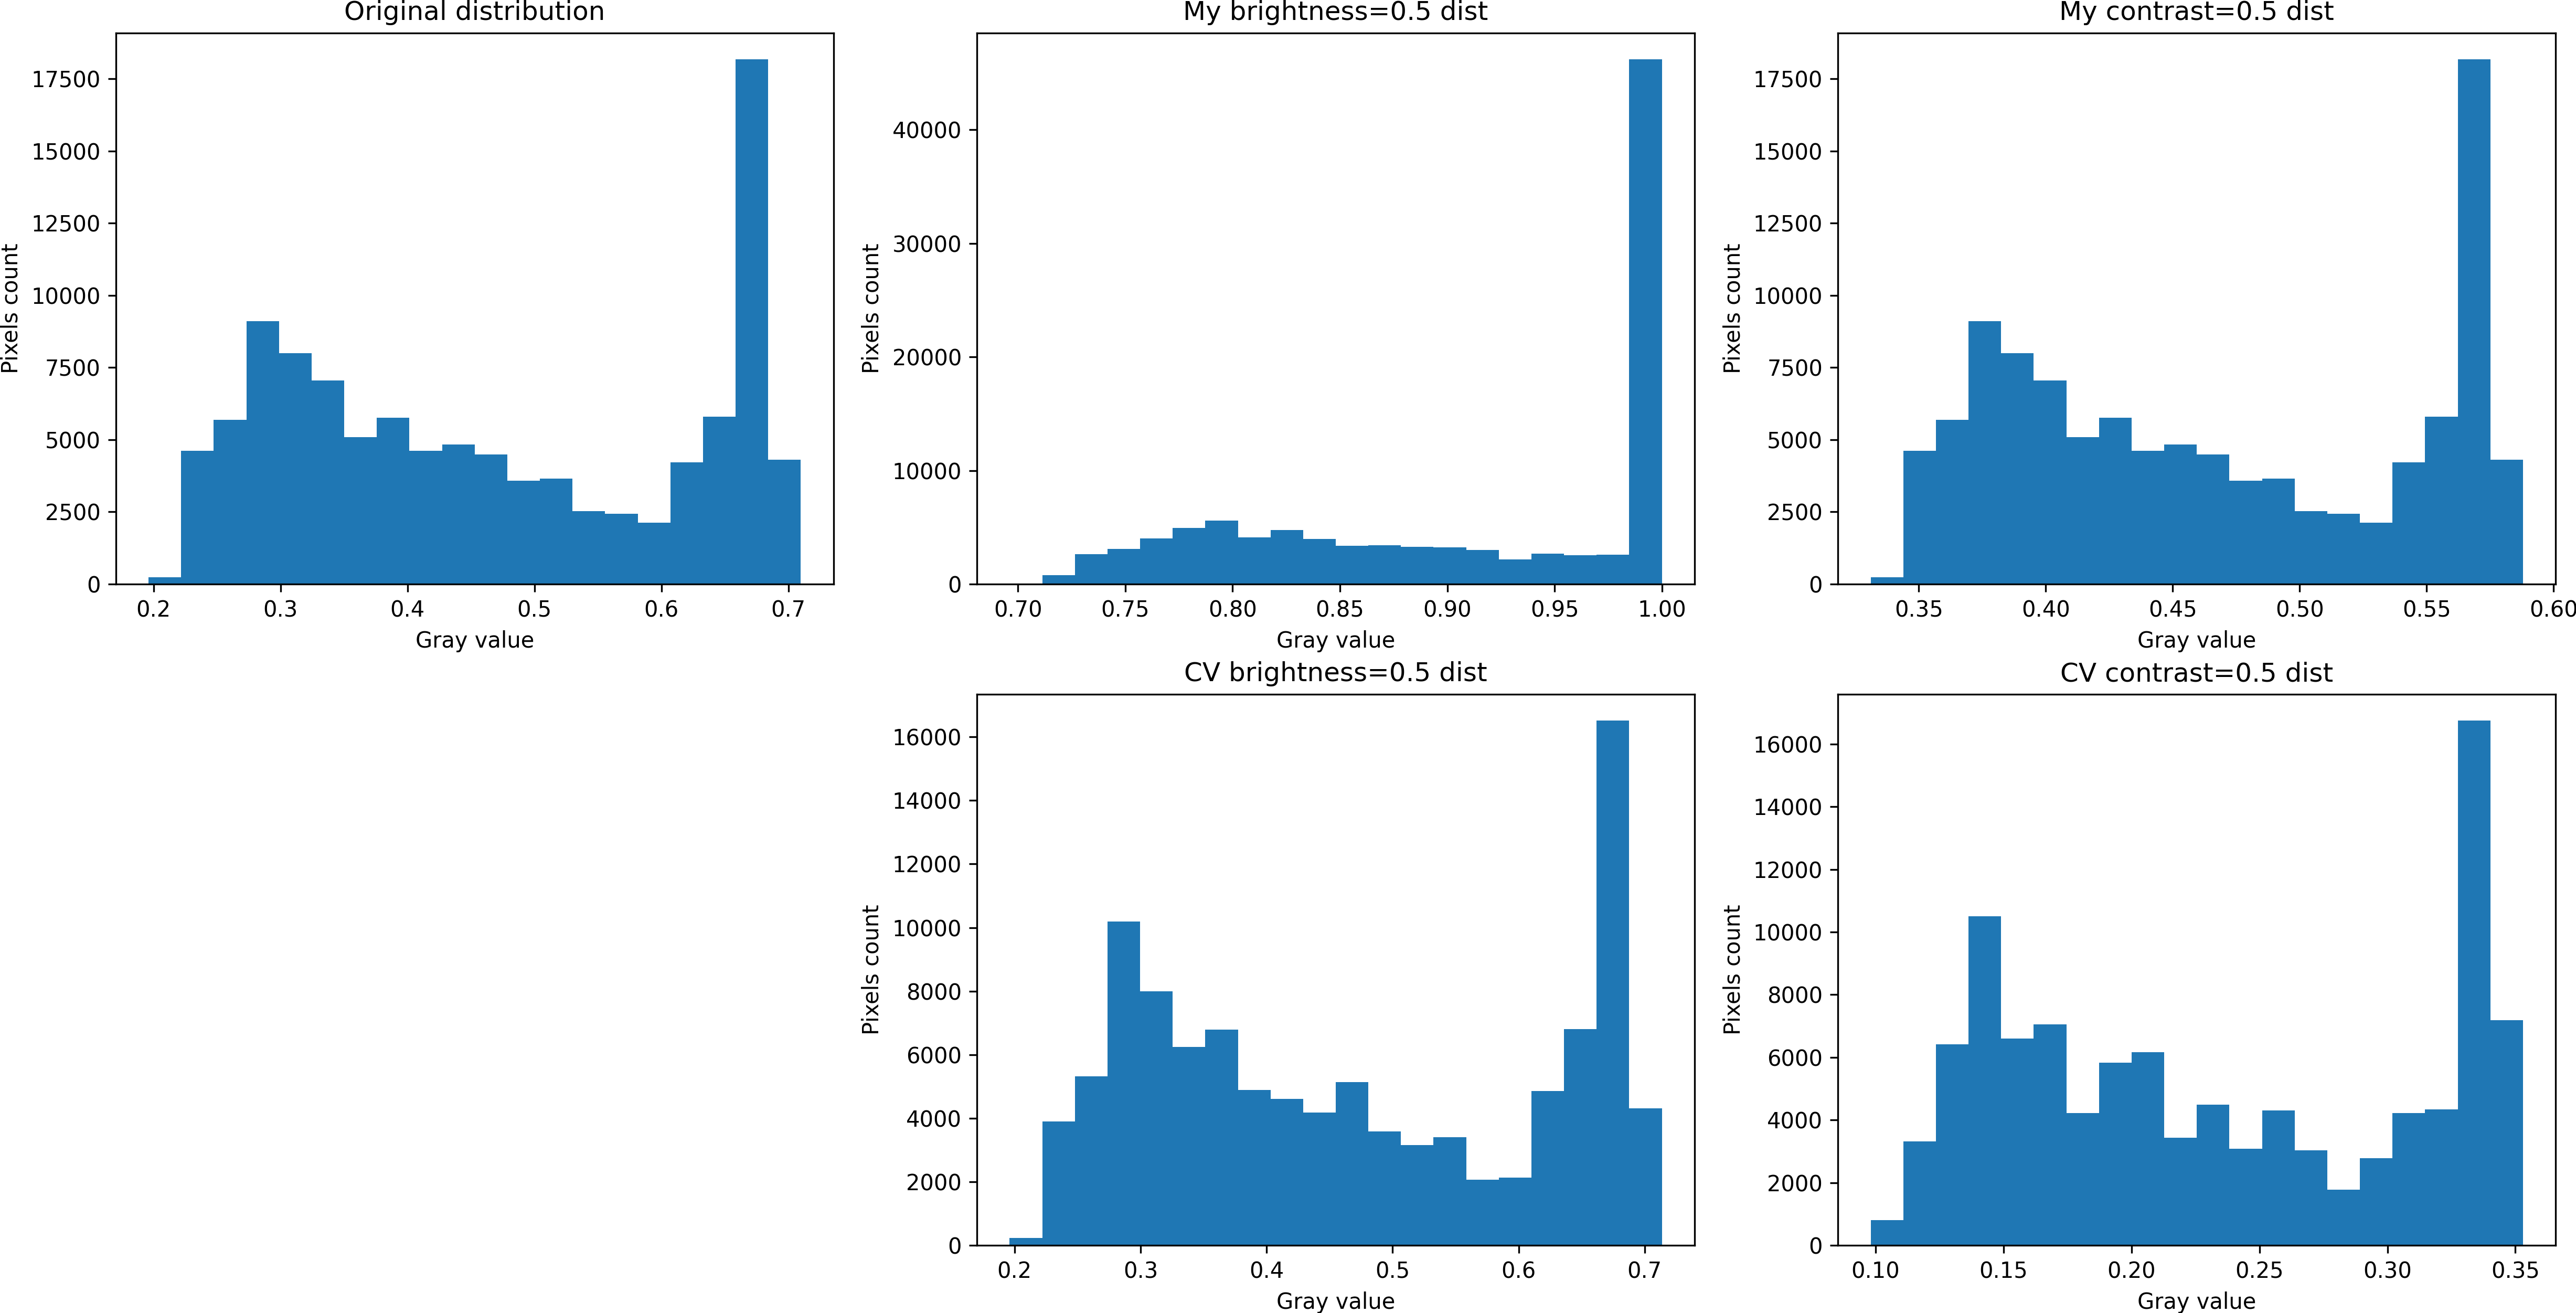 Original distribution
17500
15000
12500
10000
7500
5000
2500
0
Pixels count
0.2 0.3 0.4 0.5 0.6 0.7
Gray value
My brightness=0.5 dist
40000
30000
20000
10000
0
Pixels count
0.70 0.75 0.80 0.85 0.90 0.95 1.00
Gray value
My contrast=0.5 dist
17500
15000
12500
10000
7500
5000
2500
0
Pixels count
0.35 0.40 0.45 0.50 0.55 0.60
Gray value
CV brightness=0.5 dist
16000
14000
12000
10000
8000
6000
4000
2000
0
Pixels count
0.2 0.3 0.4 0.5 0.6 0.7
Gray value
CV contrast=0.5 dist
16000
14000
12000
10000
8000
6000
4000
2000
0
Pixels count
0.10 0.15 0.20 0.25 0.30 0.35
Gray value